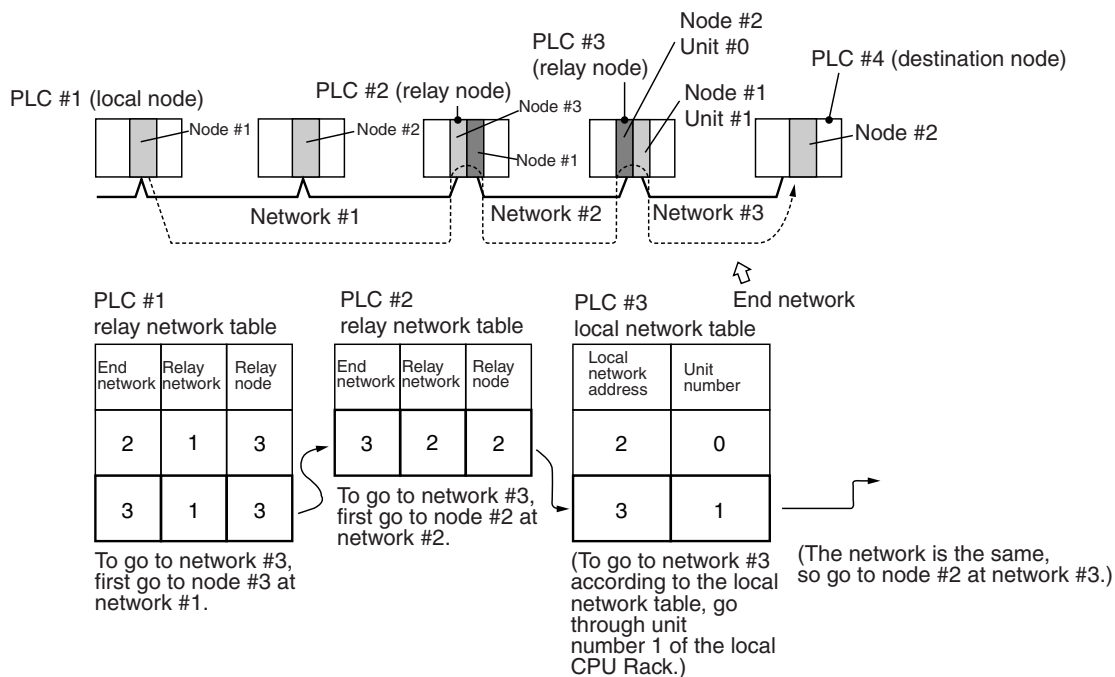 Node #2
Unit #0
PLC #3
(relay node)
PLC #4 (destination node)
PLC #1 (local node)
PLC #2 (relay node)
Node #1
Unit #1
Node #3
Node #1
Node #2
Node #2
Node #1
Network #1
Network #2
Network #3
End network
PLC #1
relay network table
End
network
Relay
network
Relay
node
2 1 3
3 1 3
To go to network #3,
first go to node #3 at
network #1.
PLC #2
relay network table
End
network
Relay
network
Relay
node
3 2 2
To go to network #3,
first go to node #2 at
network #2.
PLC #3
local network table
Local
network
address
Unit
number
2 0
3 1
(To go to network #3
according to the local
network table, go
through unit
number 1 of the local
CPU Rack.)
(The network is the same,
so go to node #2 at network #3.)